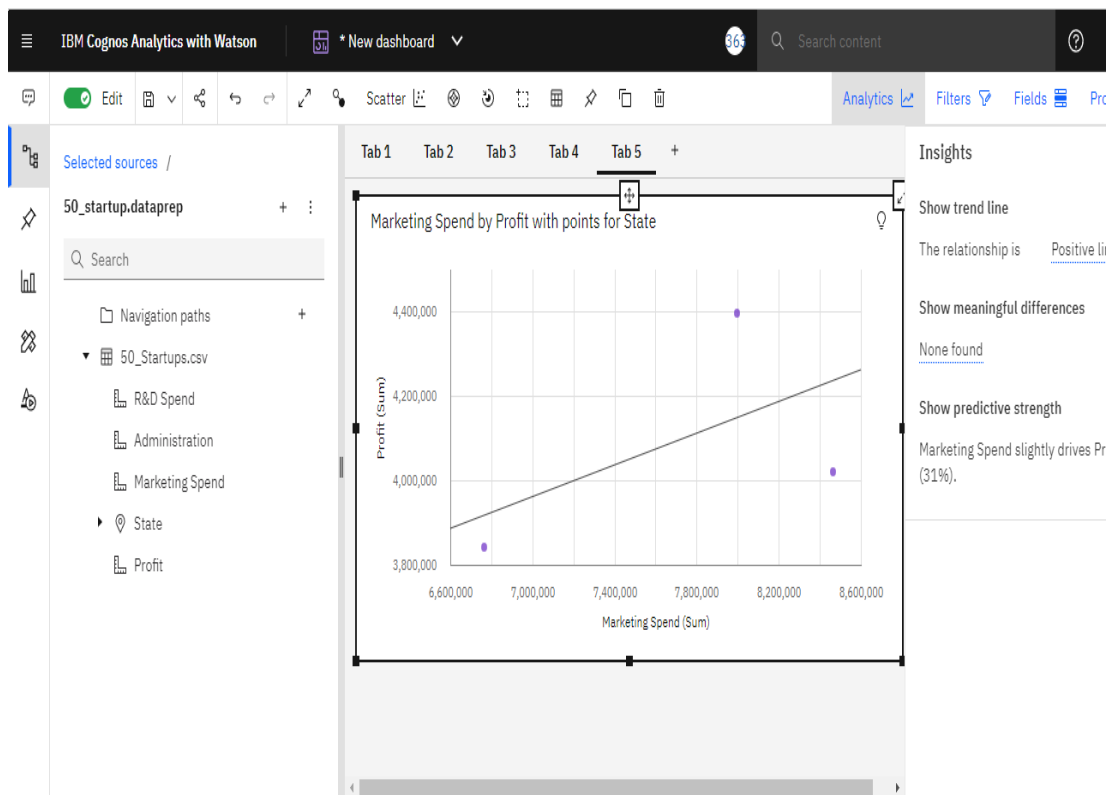 IBM Cognos Analytics with Watson
* New dashboard
363
Search content
Edit
Scatter
Analytics
Filters
Fields
Pro
Selected sources /
50_startup.dataprep
Search
Navigation paths
50_Startups.csv
R&D Spend
Administration
Marketing Spend
State
Profit
Tab 1 Tab 2 Tab 3 Tab 4 Tab 5 +
Marketing Spend by Profit with points for State
Profit (Sum)
4,400,000
4,200,000
4,000,000
3,800,000
6,600,000 7,000,000 7,400,000 7,800,000 8,200,000 8,600,000
Marketing Spend (Sum)
Insights
Show trend line
The relationship is Positive li
Show meaningful differences
None found
Show predictive strength
Marketing Spend slightly drives Pr
(31%).